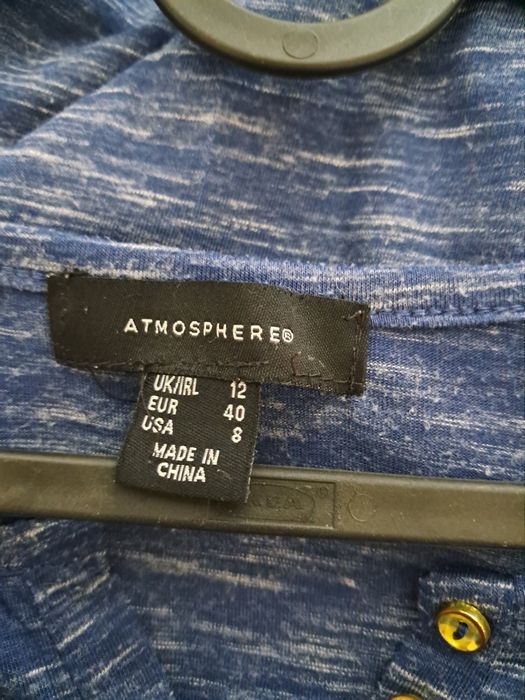 ATMOSPHERE®
UK/IRL 12
EUR 40
USA 8
MADE IN
CHINA